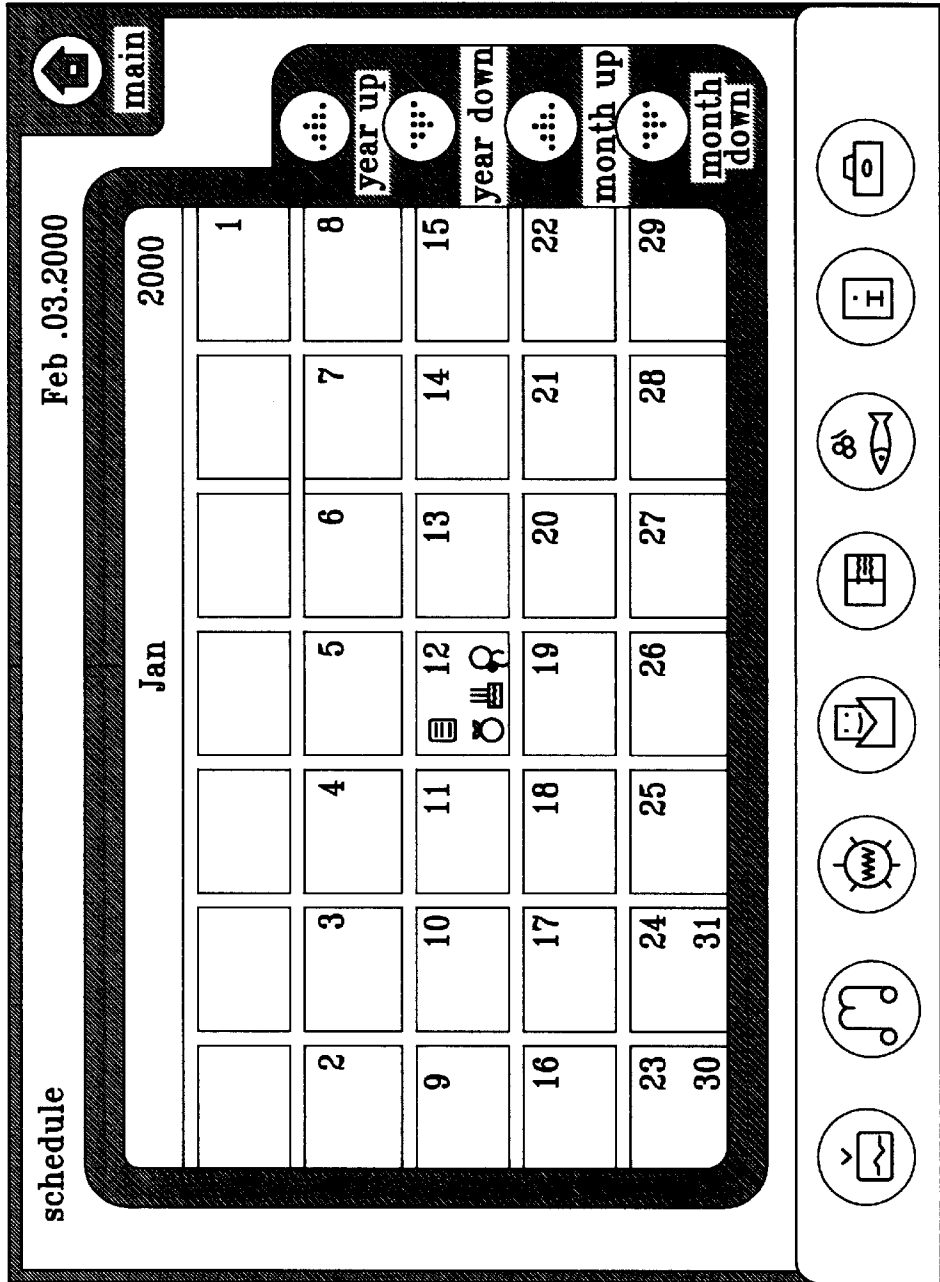 schedule Feb .03.2000
main
Jan 2000
1
2 3 4 5 6 7 8
9 10 11 12 13 14 15
16 17 18 19 20 21 22
23 24 25 26 27 28 29
30 31
year up
year down
month up
month
down
i